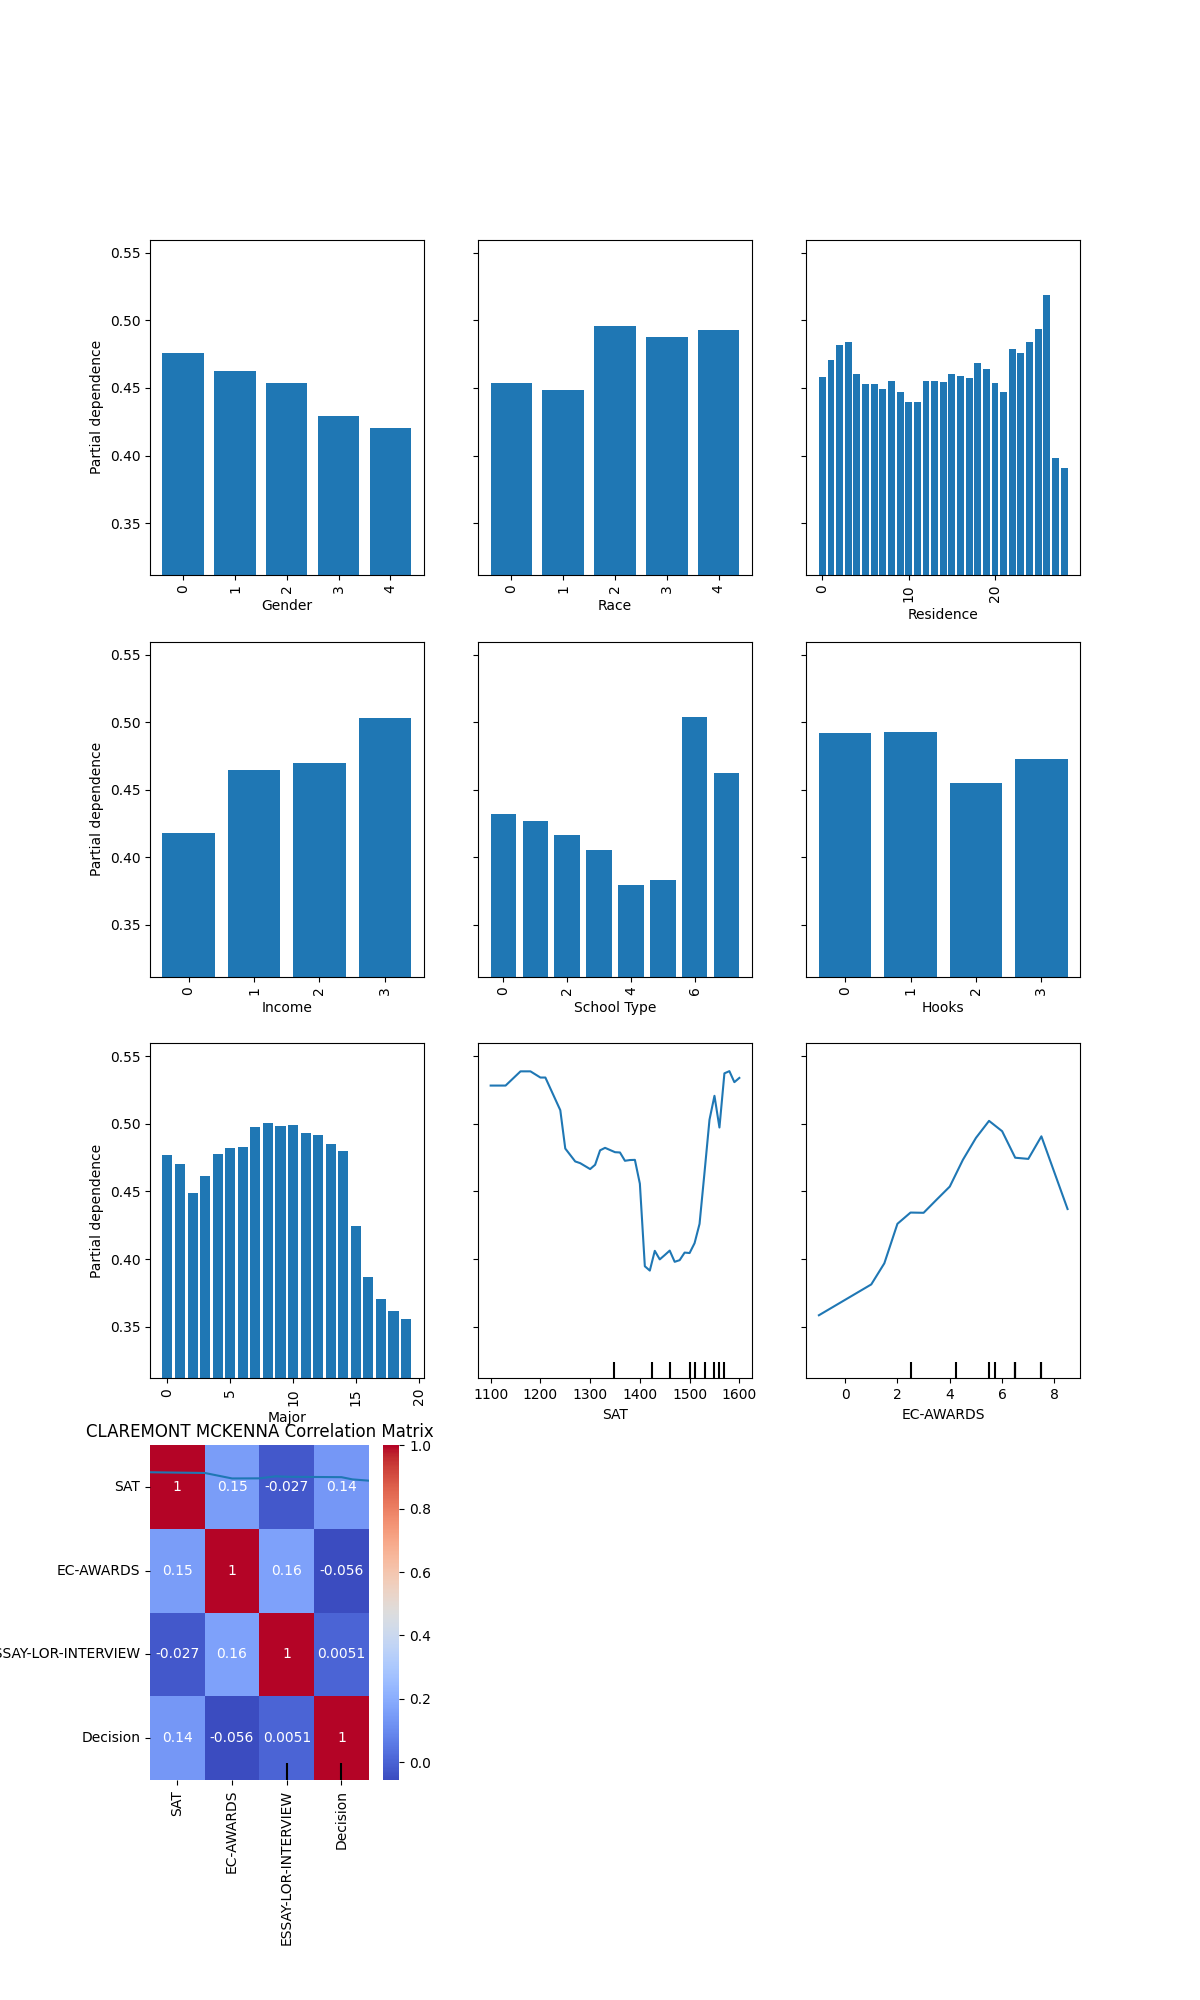 0.55
0.50
0.45
0.40
0.35
Partial dependence
0 1 2 3 4
Gender
0 1 2 3 4
Race
0 10 20
Residence
0.55
0.50
0.45
0.40
0.35
Partial dependence
0 1 2 3
Income
0 2 4 6
School Type
0 1 2 3
Hooks
0.55
0.50
0.45
0.40
0.35
Partial dependence
0 5 10 15 20
Major
1100 1200 1300 1400 1500 1600
SAT
0 2 4 6 8
EC-AWARDS
CLAREMONT MCKENNA Correlation Matrix
SAT 1 0.15 -0.027 0.14
EC-AWARDS 0.15 1 0.16 -0.056
SSAY-LOR-INTERVIEW -0.027 0.16 1 0.0051
Decision 0.14 -0.056 0.0051 1
1.0
0.8
0.6
0.4
0.2
0.0
SAT
EC-AWARDS
ESSAY-LOR-INTERVIEW
Decision